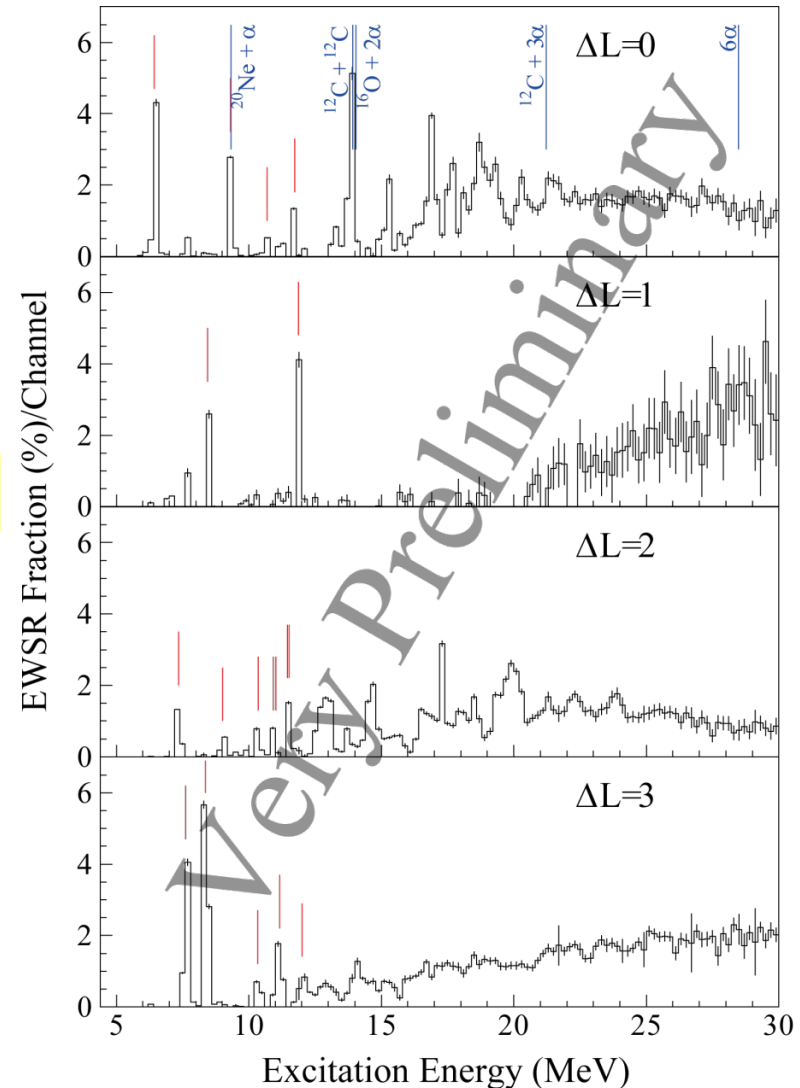 EWSR Fraction (%)/Channel
6
4
2
0
²⁰Ne + α
¹²C + ¹²C
¹⁶O + 2α
¹²C + 3α
6α
ΔL=0
6
4
2
0
ΔL=1
6
4
2
0
ΔL=2
6
4
2
0
ΔL=3
Very Preliminary
5 10 15 20 25 30
Excitation Energy (MeV)